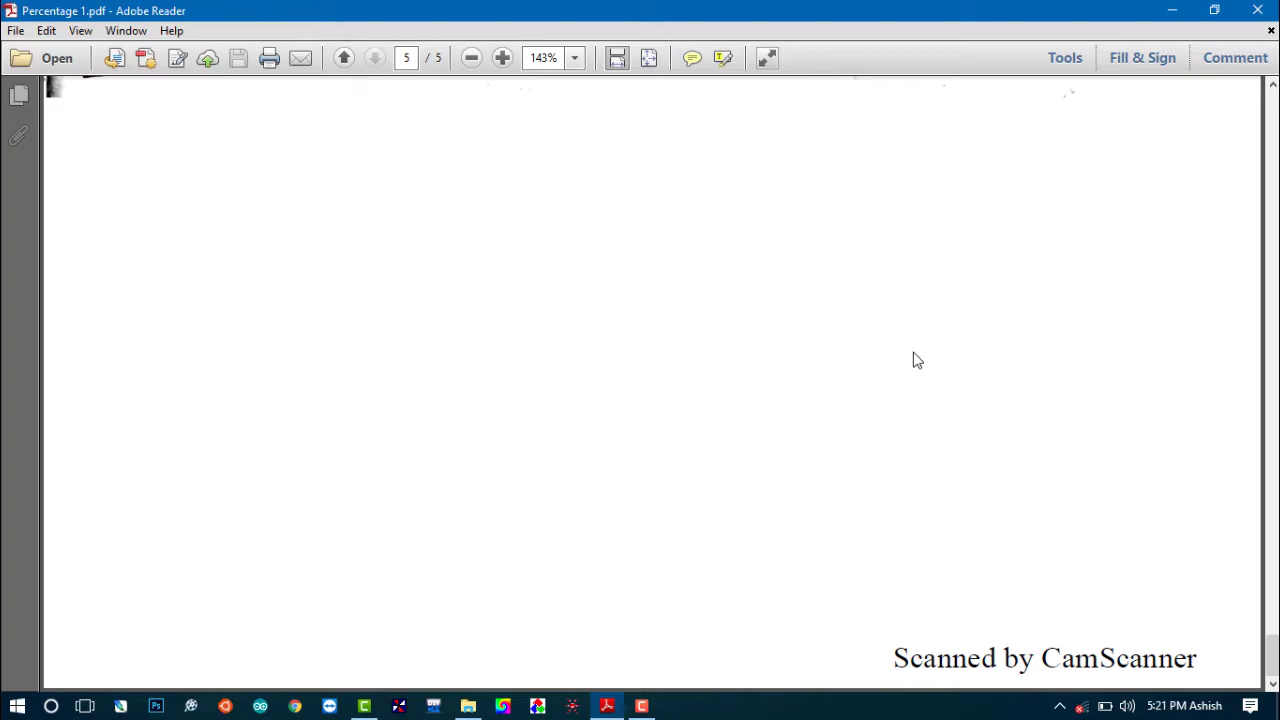 Percentage 1.pdf - Adobe Reader
File Edit View Window Help
Open 5 / 5 143% Tools Fill & Sign Comment
Scanned by CamScanner
5:21 PM Ashish